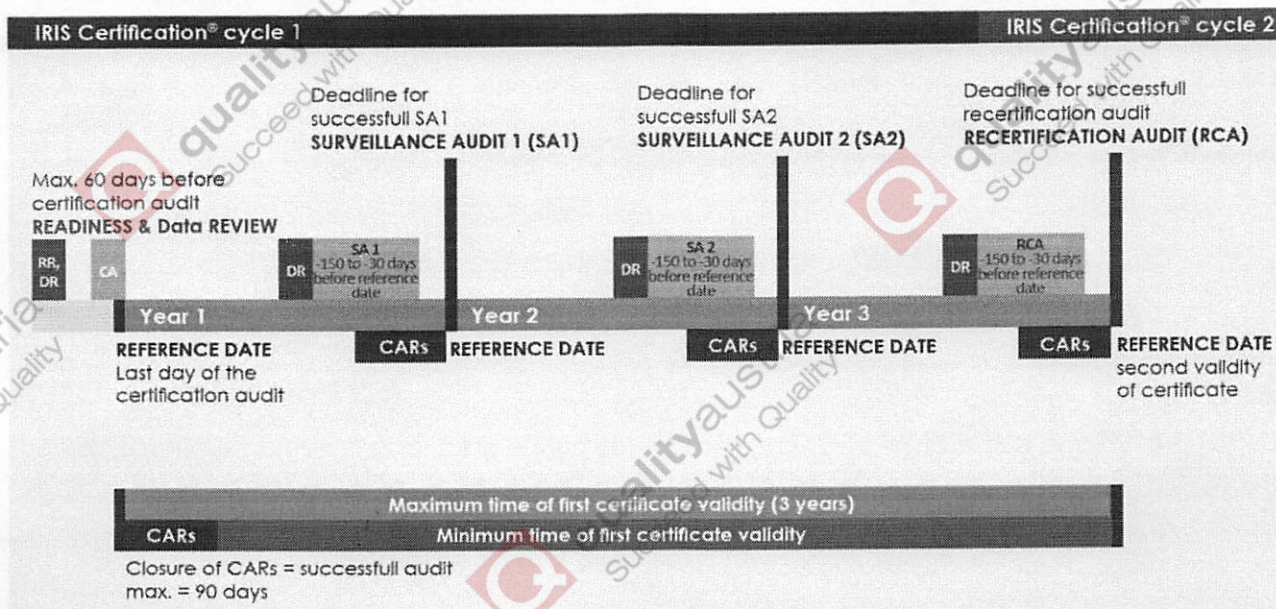 IRIS Certification® cycle 1
IRIS Certification® cycle 2
Deadline for
successfull SA1
SURVEILLANCE AUDIT 1 (SA1)
Deadline for
successfull SA2
SURVEILLANCE AUDIT 2 (SA2)
Deadline for successfull
recertification audit
RECERTIFICATION AUDIT (RCA)
Max. 60 days before
certification audit
READINESS & Data REVIEW
RR,
DR
CA
DR
SA 1
-150 to -30 days
before reference
date
DR
SA 2
-150 to -30 days
before reference
date
DR
RCA
-150 to -30 days
before reference
date
Year 1
Year 2
Year 3
REFERENCE DATE
Last day of the
certification audit
CARs
REFERENCE DATE
CARs
REFERENCE DATE
CARs
REFERENCE DATE
second validity
of certificate
Maximum time of first certificate validity (3 years)
CARs
Minimum time of first certificate validity
Closure of CARs = successfull audit
max. = 90 days
qualityaustria
Succeed with Quality